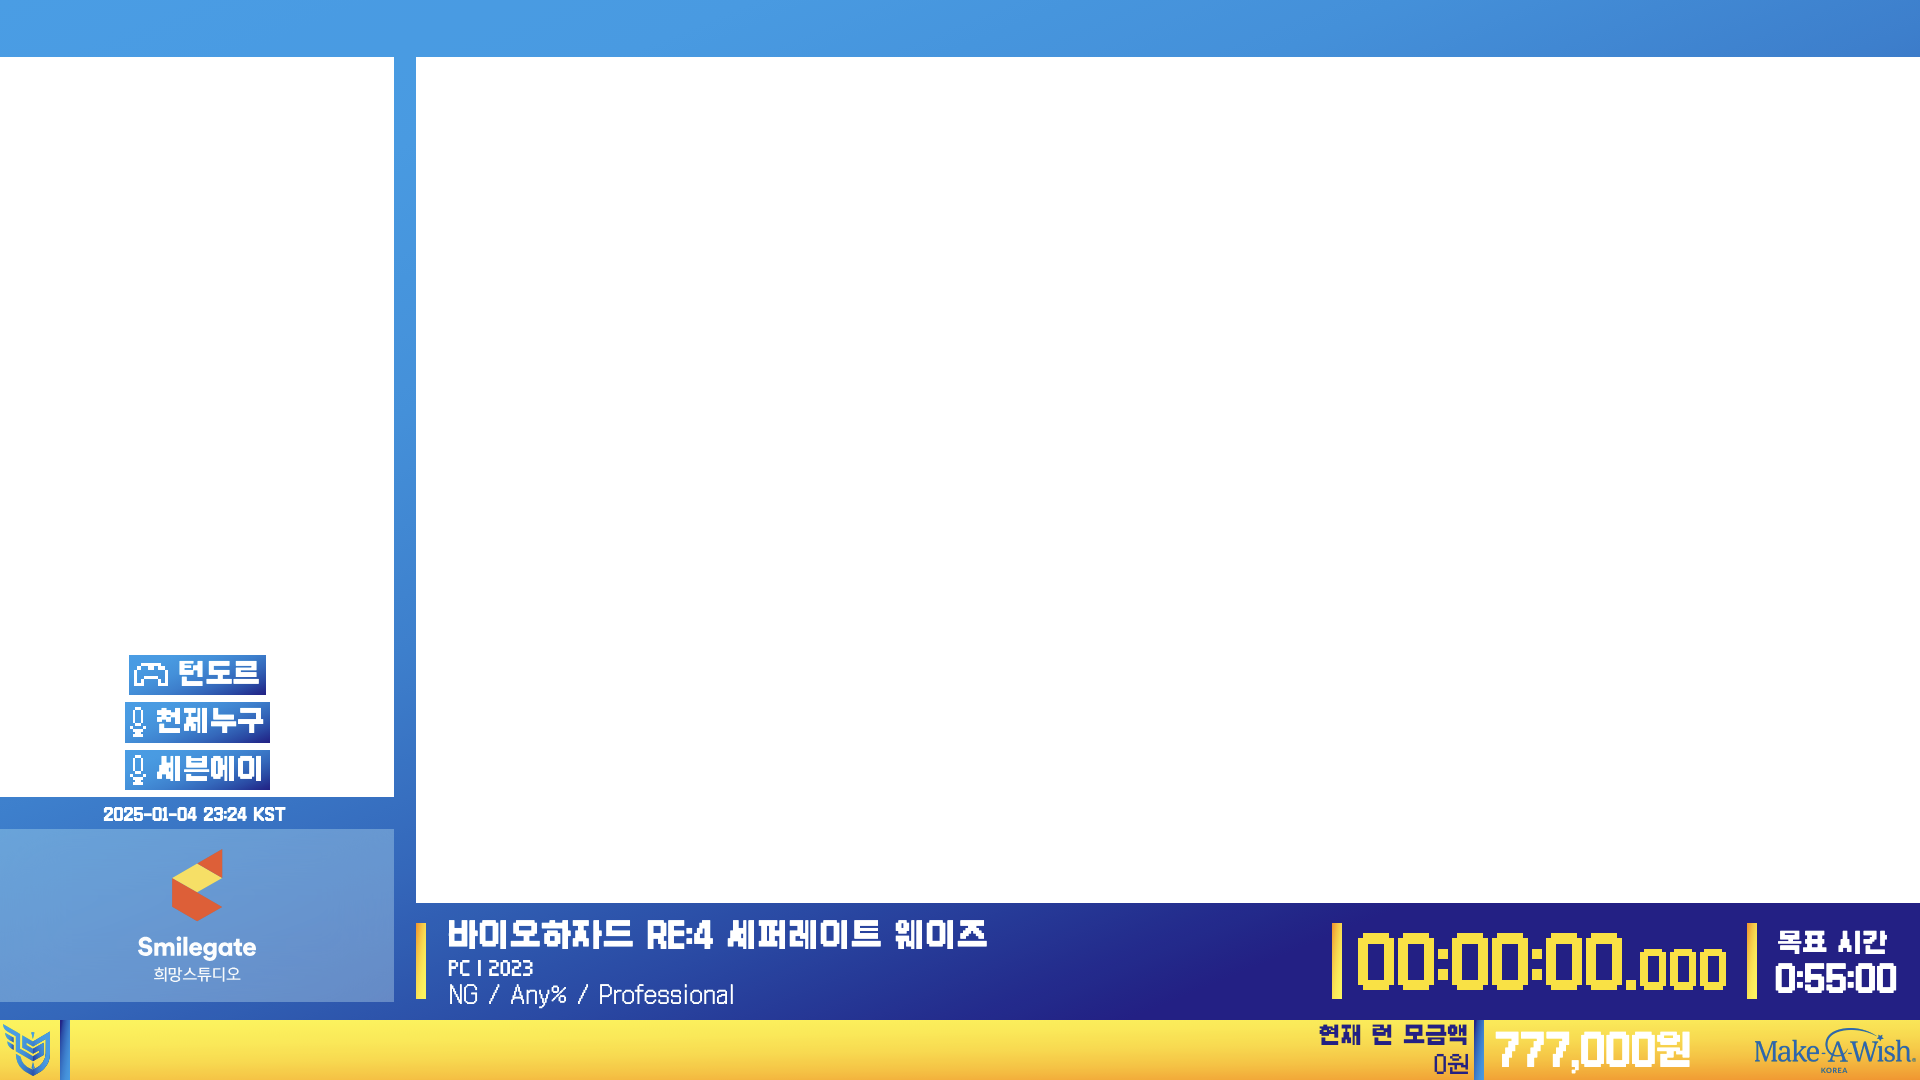 턴도르
천제누구
세븐에이
2025-01-04 23:24 KST
Smilegate
희망스튜디오
바이오하자드 RE:4 세퍼레이트 웨이즈
PC | 2023
NG / Any% / Professional
00:00:00.000
목표 시간
0:55:00
현재 런 모금액
0원
777,000원
Make-A-Wish
KOREA